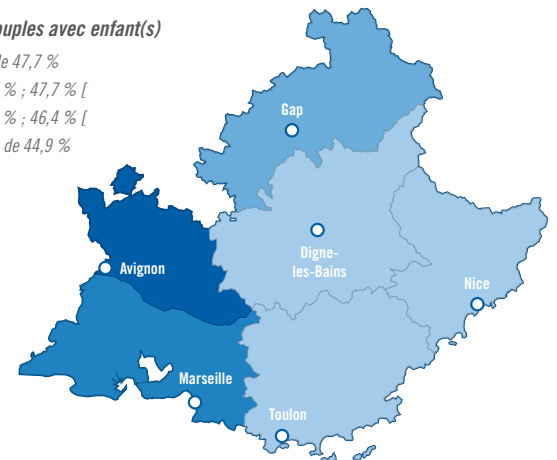 ouples avec enfant(s)
de 47,7 %
% ; 47,7 % [
% ; 46,4 % [
de 44,9 %
Gap
Digne-
les-Bains
Avignon
Nice
Marseille
Toulon